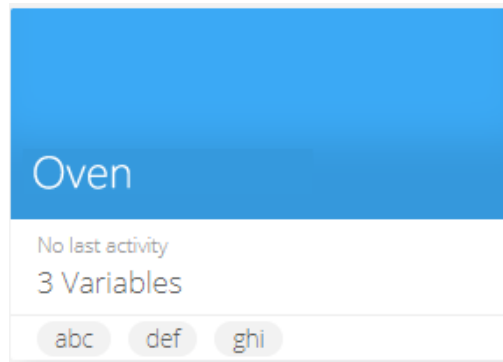 Oven
No last activity
3 Variables
abc def ghi